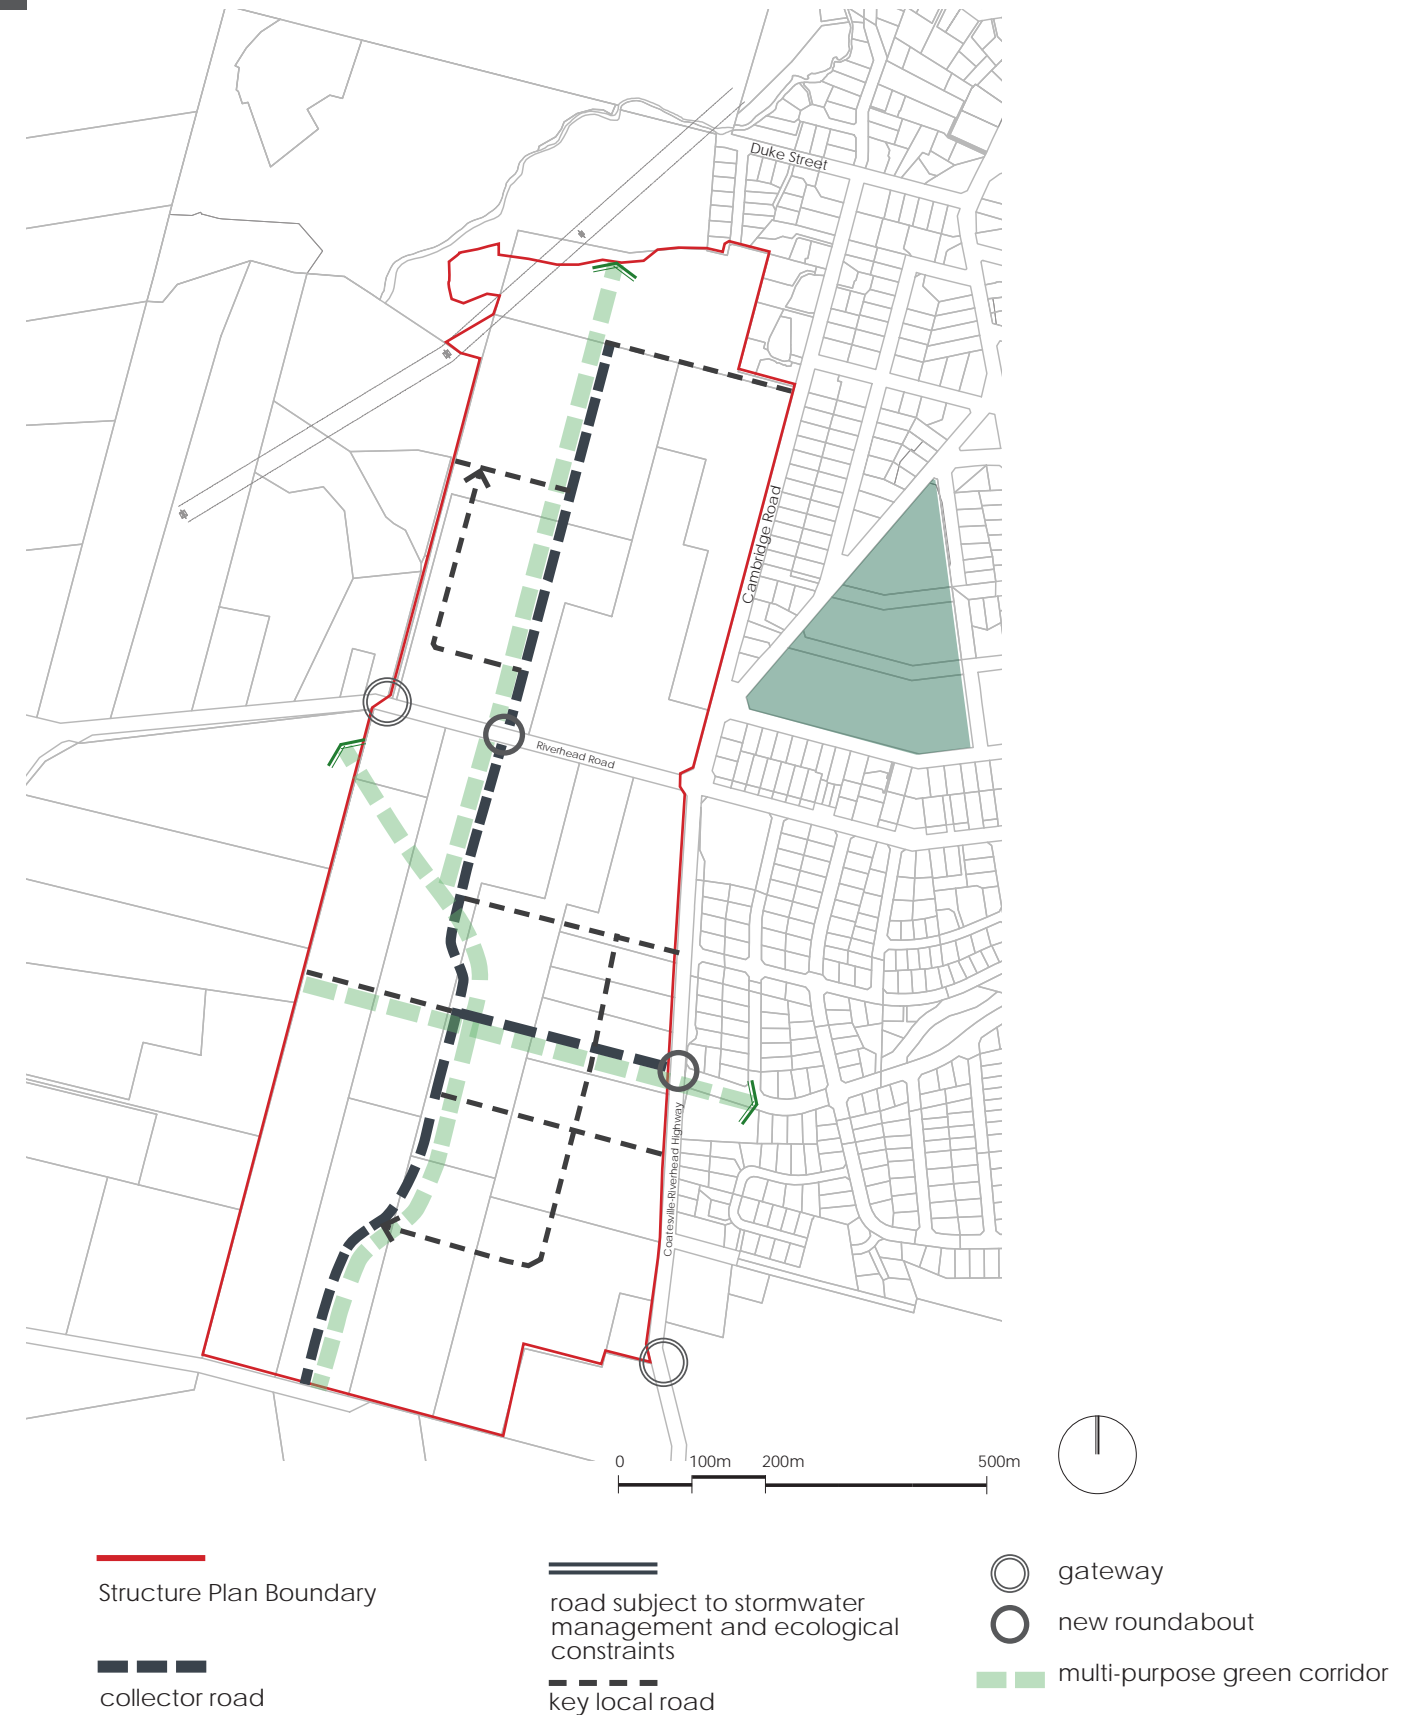 Duke Street
Cambridge Road
Riverhead Road
Coatesville-Riverhead Highway
0
100m
200m
500m
Structure Plan Boundary
collector road
road subject to stormwater
management and ecological
constraints
key local road
gateway
new roundabout
multi-purpose green corridor